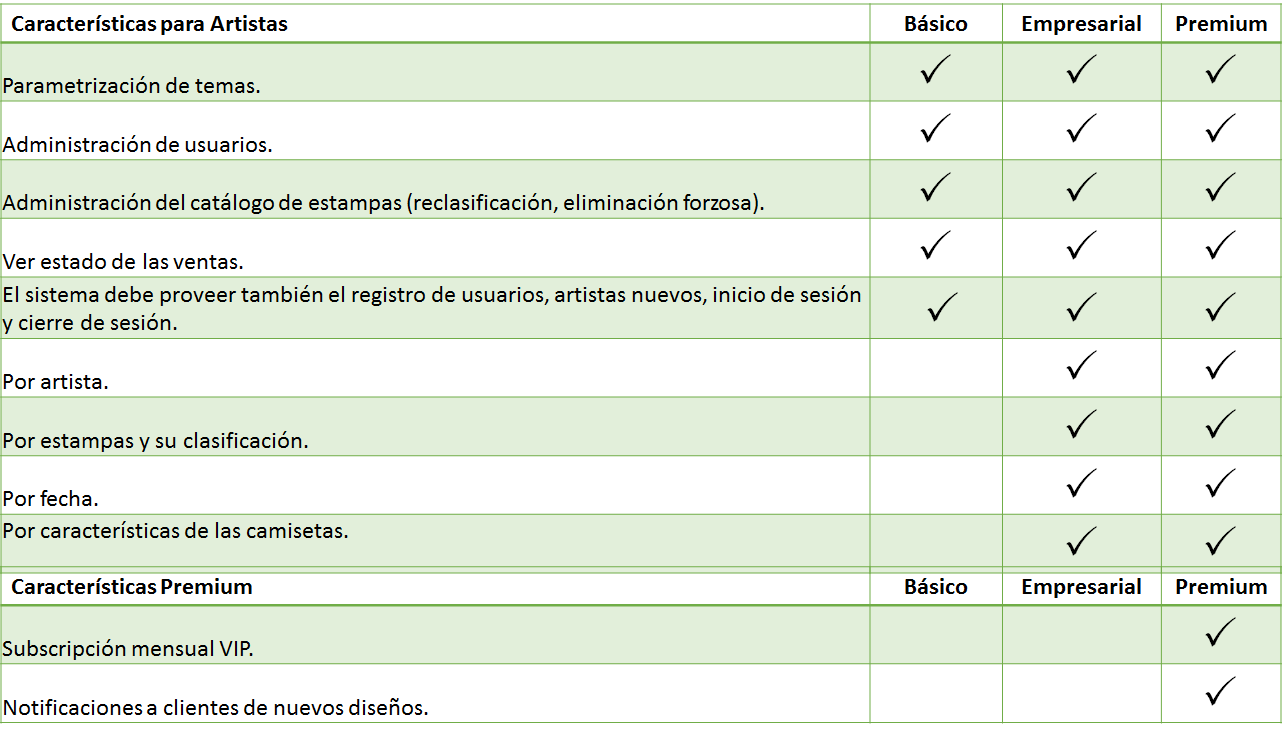 Características para Artistas Básico Empresarial Premium
Parametrización de temas. ✓ ✓ ✓
Administración de usuarios. ✓ ✓ ✓
Administración del catálogo de estampas (reclasificación, eliminación forzosa). ✓ ✓ ✓
Ver estado de las ventas. ✓ ✓ ✓
El sistema debe proveer también el registro de usuarios, artistas nuevos, inicio de sesión
y cierre de sesión. ✓ ✓ ✓
Por artista. ✓ ✓
Por estampas y su clasificación. ✓ ✓
Por fecha. ✓ ✓
Por características de las camisetas. ✓ ✓
Características Premium Básico Empresarial Premium
Subscripción mensual VIP. ✓
Notificaciones a clientes de nuevos diseños. ✓